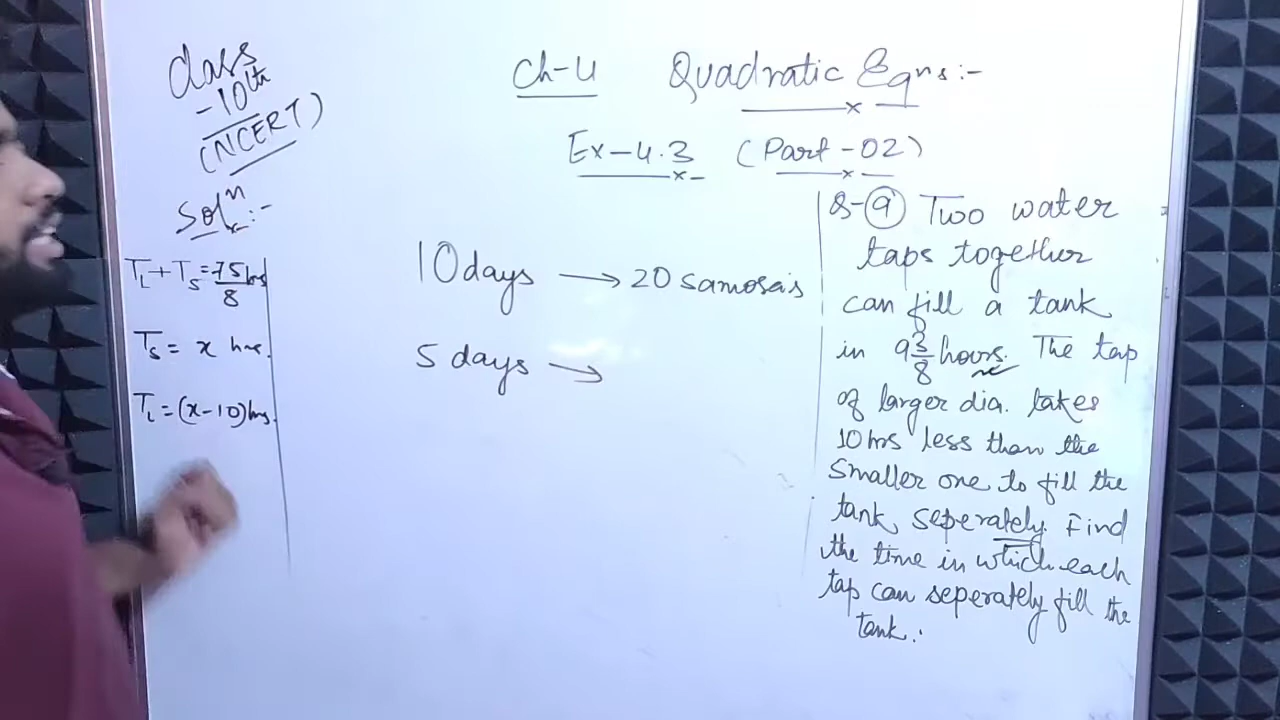 Class
-10th
(NCERT)
Ch-4 Quadratic Eqns:-
Ex-4.3 (Part-02)
Soln:-
TL + TS = 75/8 hrs
TS = x hrs.
TL = (x-10) hrs.
10 days → 20 samosais
5 days →
Q-9 Two water
taps together
can fill a tank
in 9 3/8 hours. The tap
of larger dia. takes
10 hrs less than the
smaller one to fill the
tank seperately. Find
the time in which each
tap can seperately fill the
tank.